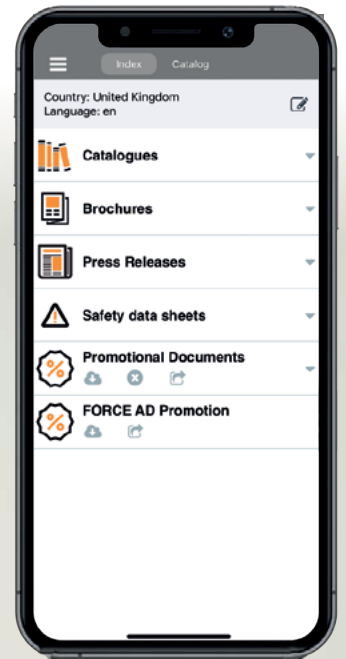 Index Catalog
Country: United Kingdom
Language: en
Catalogues
Brochures
Press Releases
Safety data sheets
Promotional Documents
FORCE AD Promotion